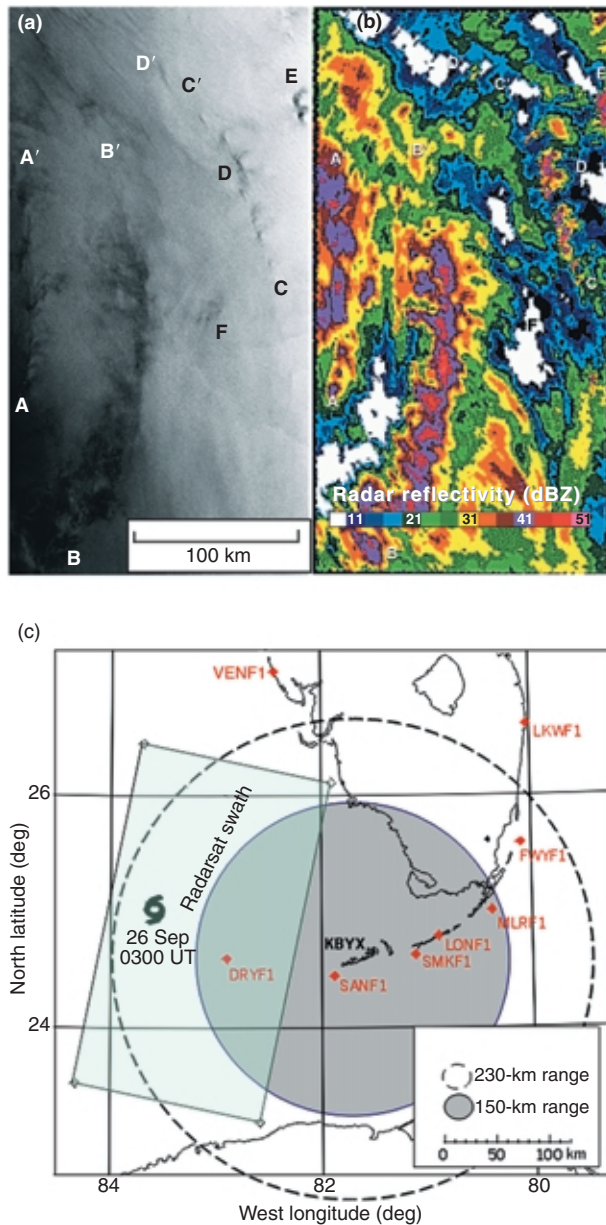 (a)
D′
C′
E
A′
B′
D
C
F
A
B
100 km
(b)
D
C
E
A
B
D
C
F
A
Radar reflectivity (dBZ)
11 21 31 41 51
B
(c)
VENF1
LKWF1
26
Radarsat swath
FWYF1
26 Sep
0300 UT
MLRF1
KBYX
LONF1
DRYF1
SMKF1
SANF1
North latitude (deg)
24
230-km range
150-km range
0 50 100 km
84 82 80
West longitude (deg)